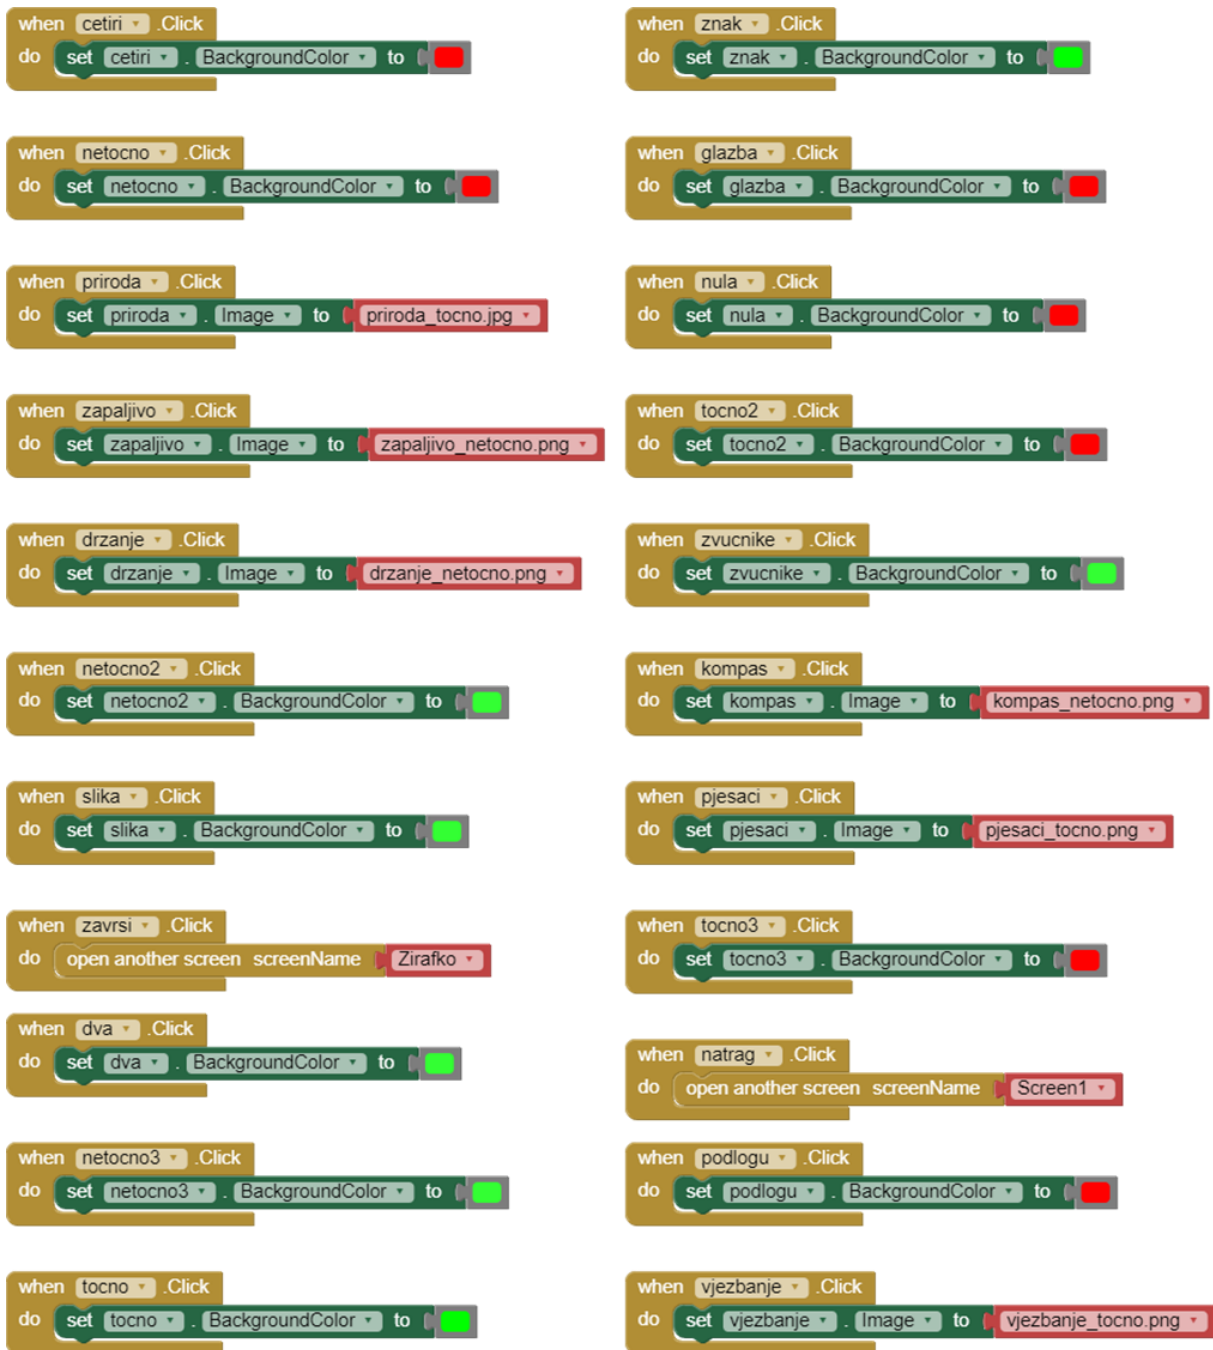 when cetiri .Click
do set cetiri . BackgroundColor to
when netocno .Click
do set netocno . BackgroundColor to
when priroda .Click
do set priroda . Image to priroda_tocno.jpg
when zapaljivo .Click
do set zapaljivo . Image to zapaljivo_netocno.png
when drzanje .Click
do set drzanje . Image to drzanje_netocno.png
when netocno2 .Click
do set netocno2 . BackgroundColor to
when slika .Click
do set slika . BackgroundColor to
when zavrsi .Click
do open another screen screenName Zirafko
when dva .Click
do set dva . BackgroundColor to
when netocno3 .Click
do set netocno3 . BackgroundColor to
when tocno .Click
do set tocno . BackgroundColor to
when znak .Click
do set znak . BackgroundColor to
when glazba .Click
do set glazba . BackgroundColor to
when nula .Click
do set nula . BackgroundColor to
when tocno2 .Click
do set tocno2 . BackgroundColor to
when zvucnike .Click
do set zvucnike . BackgroundColor to
when kompas .Click
do set kompas . Image to kompas_netocno.png
when pjesaci .Click
do set pjesaci . Image to pjesaci_tocno.png
when tocno3 .Click
do set tocno3 . BackgroundColor to
when natrag .Click
do open another screen screenName Screen1
when podlogu .Click
do set podlogu . BackgroundColor to
when vjezbanje .Click
do set vjezbanje . Image to vjezbanje_tocno.png